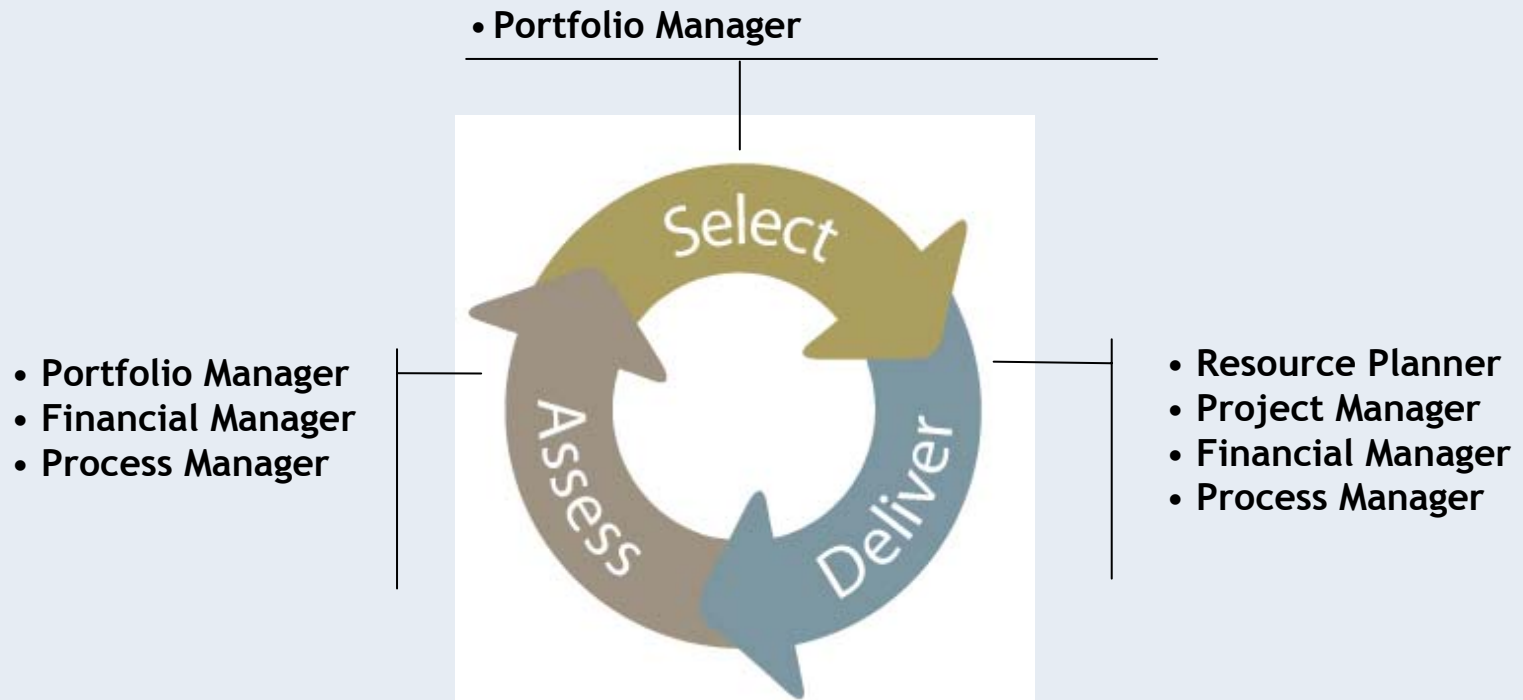 • Portfolio Manager
Select
• Portfolio Manager
• Financial Manager
• Process Manager
Assess
Deliver
• Resource Planner
• Project Manager
• Financial Manager
• Process Manager